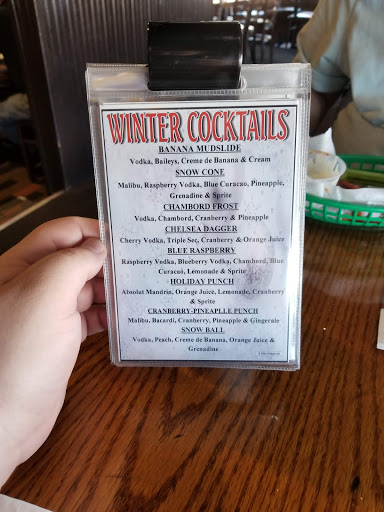 WINTER COCKTAILS
BANANA MUDSLIDE
Vodka, Baileys, Creme de Banana & Cream
SNOW CONE
Malibu, Raspberry Vodka, Blue Curacao, Pineapple,
Grenadine & Sprite
CHAMBORD FROST
Vodka, Chambord, Cranberry & Pineapple
CHELSEA DAGGER
Cherry Vodka, Triple Sec, Cranberry & Orange Juice
BLUE RASPBERRY
Raspberry Vodka, Blueberry Vodka, Chambord, Blue
Curacao, Lemonade & Sprite
HOLIDAY PUNCH
Absolut Mandrin, Orange Juice, Lemonade, Cranberry
& Sprite
CRANBERRY-PINEAPLLE PUNCH
Malibu, Bacardi, Cranberry, Pineapple & Gingerale
SNOW BALL
Vodka, Peach, Creme de Banana, Orange Juice &
Grenadine